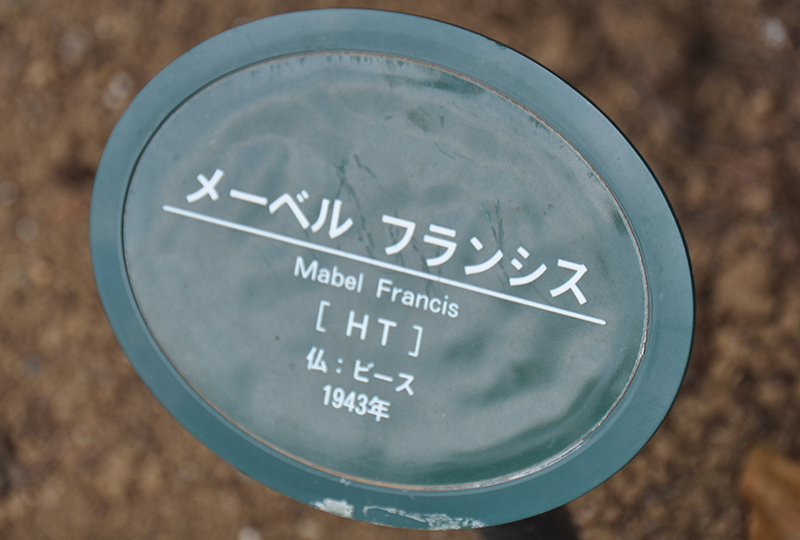 メーベル フランシス
Mabel Francis
[ HT ]
仏:ビース
1943年